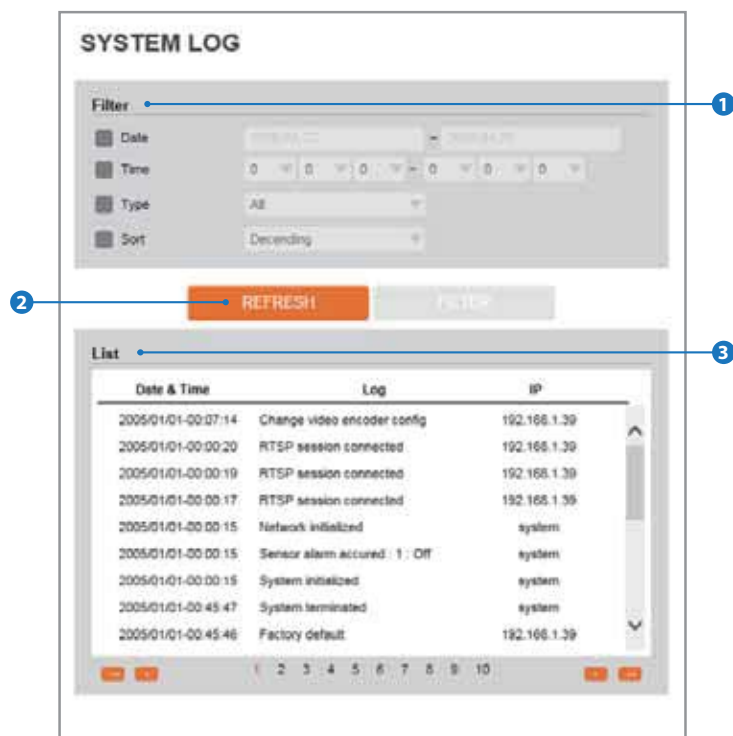 SYSTEM LOG
Filter
1
Date -
Time 0 0 0 - 0 0 0
Type All
Sort Decending
2
REFRESH FILTER
List
3
Date & Time Log IP
2005/01/01-00:07:14 Change video encoder config 192.168.1.39
2005/01/01-00:00:20 RTSP session connected 192.168.1.39
2005/01/01-00:00:19 RTSP session connected 192.168.1.39
2005/01/01-00:00:17 RTSP session connected 192.168.1.39
2005/01/01-00:00:15 Network initialized system
2005/01/01-00:00:15 Sensor alarm accured : 1 : Off system
2005/01/01-00:00:15 System initialized system
2005/01/01-00:45:47 System terminated system
2005/01/01-00:45:46 Factory default 192.168.1.39
1 2 3 4 5 6 7 8 9 10